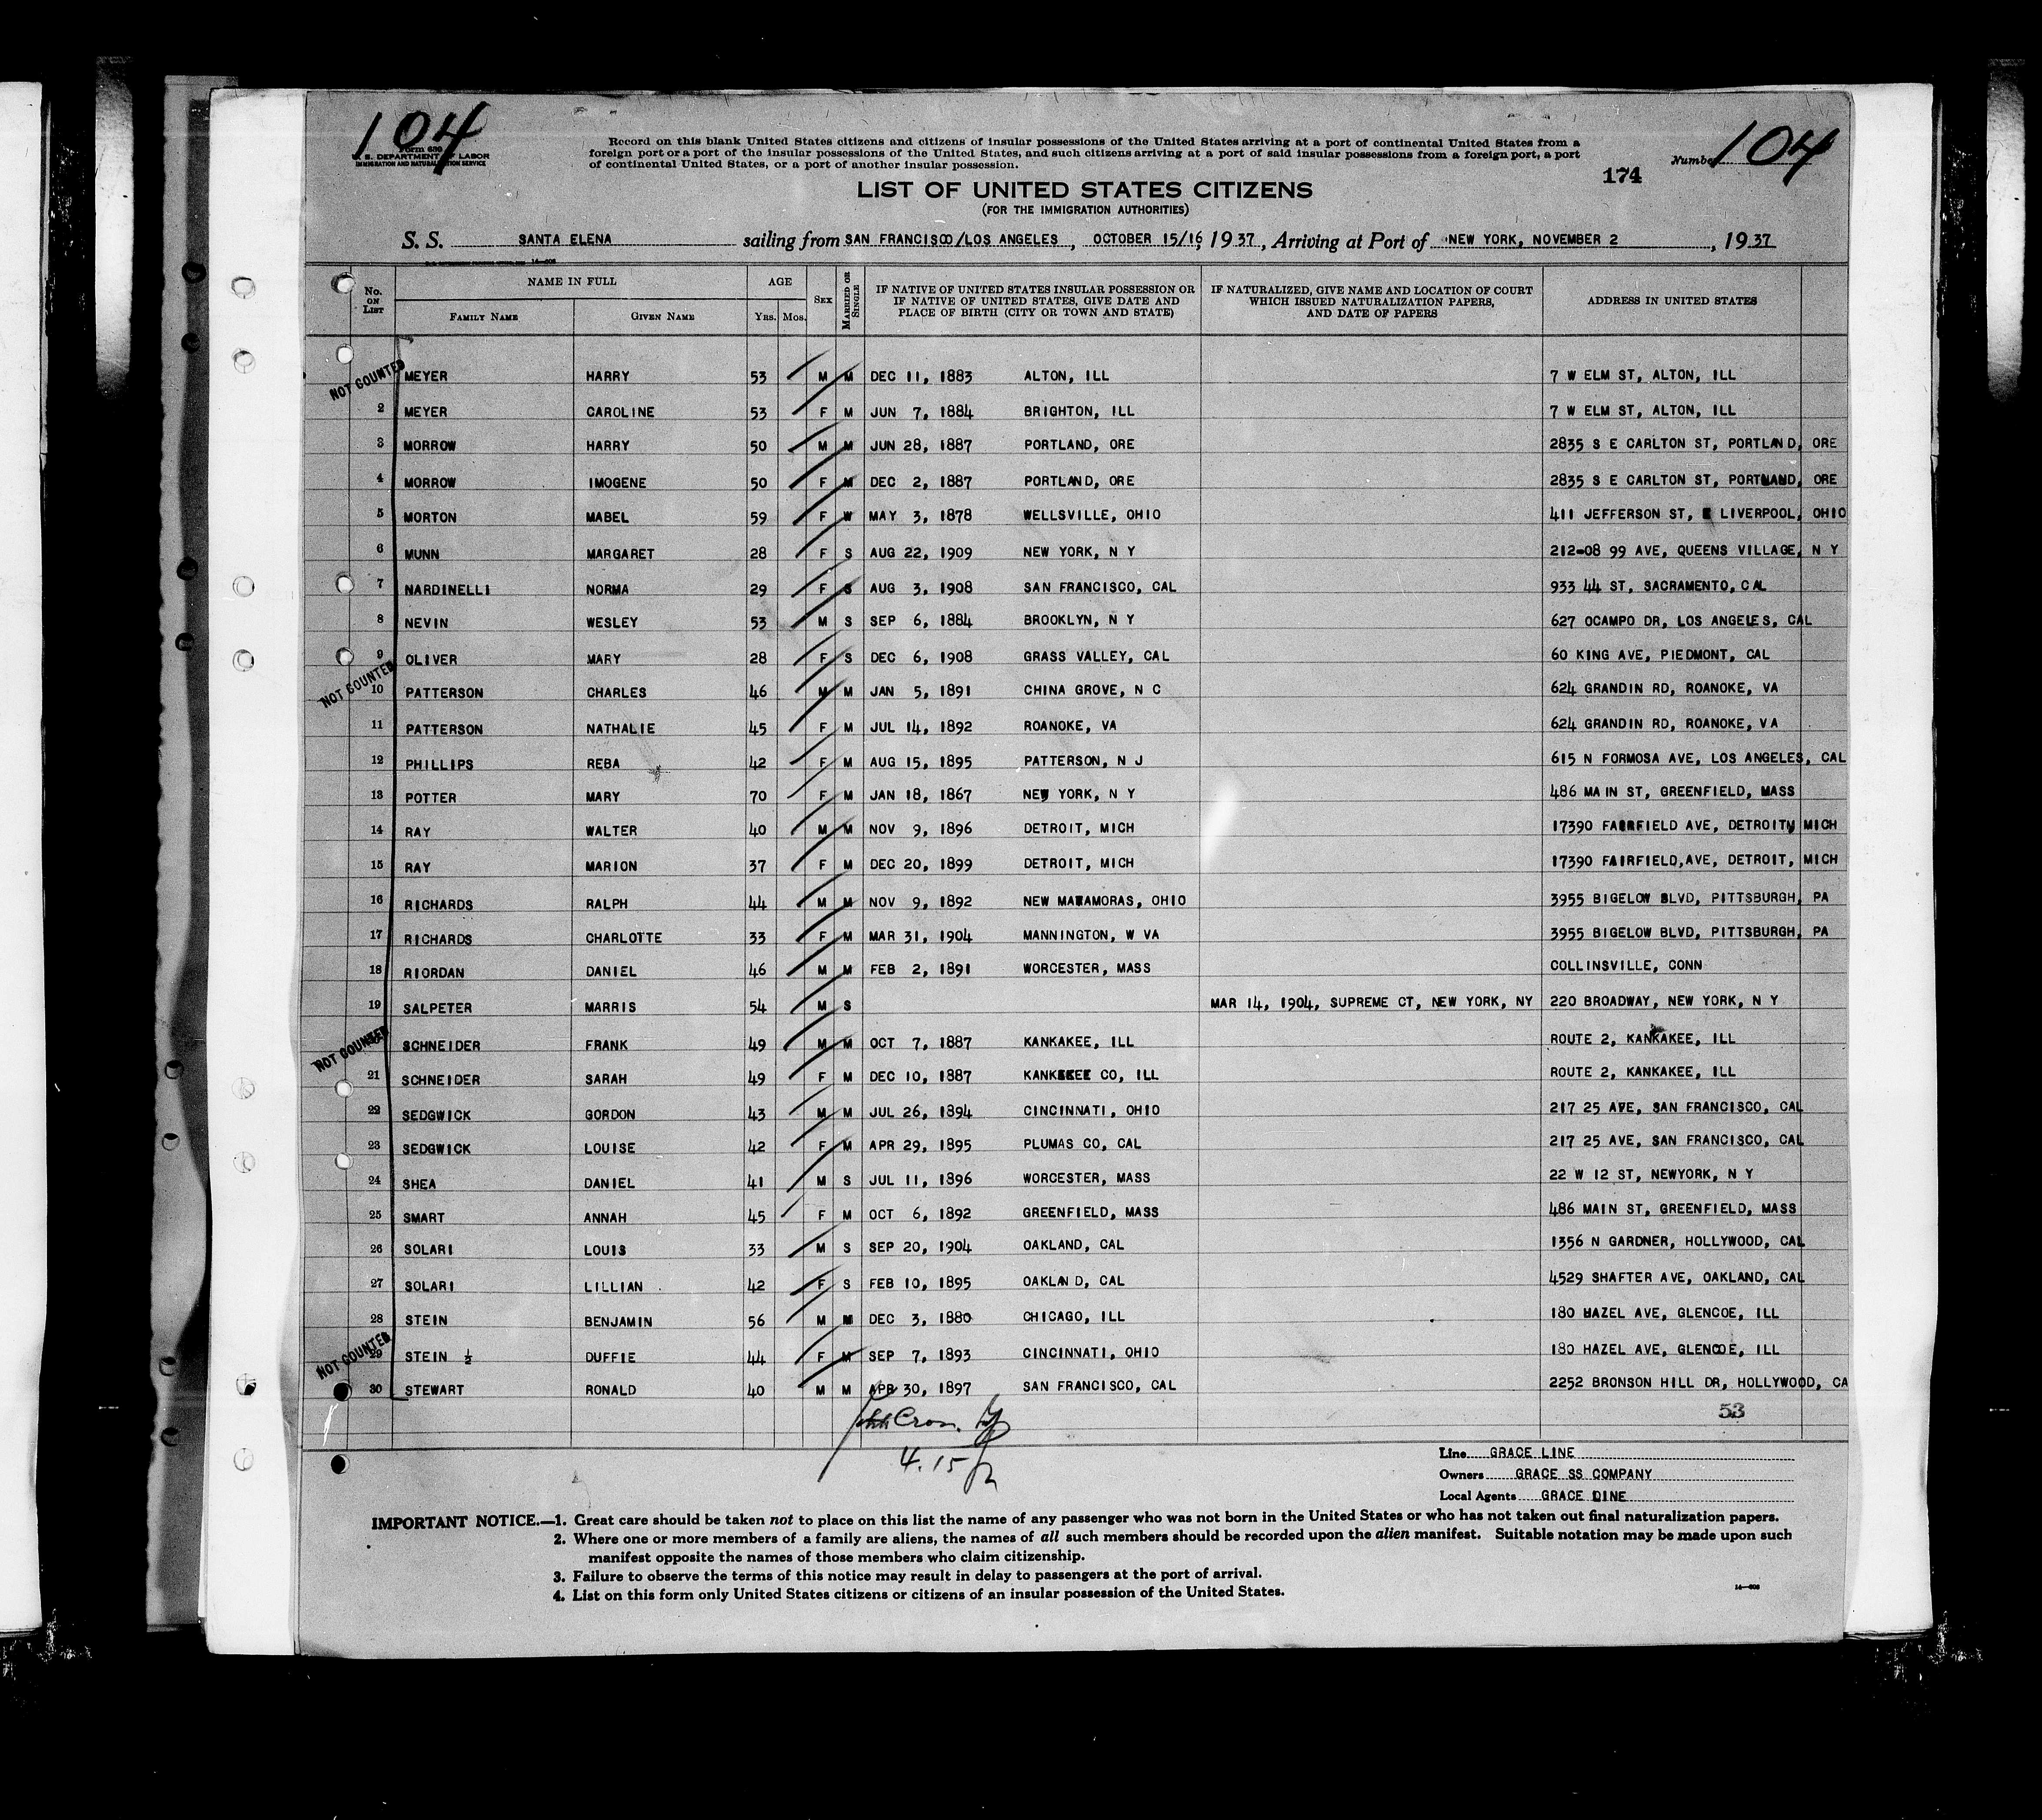 104
Form 630
U. S. DEPARTMENT OF LABOR
IMMIGRATION AND NATURALIZATION SERVICE
Record on this blank United States citizens and citizens of insular possessions of the United States arriving at a port of continental United States from a
foreign port or a port of the insular possessions of the United States, and such citizens arriving at a port of said insular possessions from a foreign port, a port
of continental United States, or a port of another insular possession.
Number 104
174
LIST OF UNITED STATES CITIZENS
(FOR THE IMMIGRATION AUTHORITIES)
S. S. SANTA ELENA sailing from SAN FRANCISCO/LOS ANGELES, OCTOBER 15/16, 1937, Arriving at Port of NEW YORK, NOVEMBER 2, 1937
No. ON LIST NAME IN FULL FAMILY NAME GIVEN NAME AGE YRS. MOS. SEX MARRIED OR SINGLE IF NATIVE OF UNITED STATES INSULAR POSSESSION OR IF NATIVE OF UNITED STATES, GIVE DATE AND PLACE OF BIRTH (CITY OR TOWN AND STATE) IF NATURALIZED, GIVE NAME AND LOCATION OF COURT WHICH ISSUED NATURALIZATION PAPERS, AND DATE OF PAPERS ADDRESS IN UNITED STATES
NOT COUNTED MEYER HARRY 53 M M DEC 11, 1883 ALTON, ILL 7 W ELM ST, ALTON, ILL
2 MEYER CAROLINE 53 F M JUN 7, 1884 BRIGHTON, ILL 7 W ELM ST, ALTON, ILL
3 MORROW HARRY 50 M M JUN 28, 1887 PORTLAND, ORE 2835 S E CARLTON ST, PORTLAND, ORE
4 MORROW IMOGENE 50 F M DEC 2, 1887 PORTLAND, ORE 2835 S E CARLTON ST, PORTLAND, ORE
5 MORTON MABEL 59 F W MAY 3, 1878 WELLSVILLE, OHIO 411 JEFFERSON ST, E LIVERPOOL, OHIO
6 MUNN MARGARET 28 F S AUG 22, 1909 NEW YORK, N Y 212-08 99 AVE, QUEENS VILLAGE, N Y
7 NARDINELLI NORMA 29 F S AUG 3, 1908 SAN FRANCISCO, CAL 933 44 ST, SACRAMENTO, CAL
8 NEVIN WESLEY 53 M S SEP 6, 1884 BROOKLYN, N Y 627 OCAMPO DR, LOS ANGELES, CAL
9 OLIVER MARY 28 F S DEC 6, 1908 GRASS VALLEY, CAL 60 KING AVE, PIEDMONT, CAL
NOT COUNTED 10 PATTERSON CHARLES 46 M M JAN 5, 1891 CHINA GROVE, N C 624 GRANDIN RD, ROANOKE, VA
11 PATTERSON NATHALIE 45 F M JUL 14, 1892 ROANOKE, VA 624 GRANDIN RD, ROANOKE, VA
12 PHILLIPS REBA 42 F M AUG 15, 1895 PATTERSON, N J 615 N FORMOSA AVE, LOS ANGELES, CAL
13 POTTER MARY 70 F M JAN 18, 1867 NEW YORK, N Y 486 MAIN ST, GREENFIELD, MASS
14 RAY WALTER 40 M M NOV 9, 1896 DETROIT, MICH 17390 FAIRFIELD AVE, DETROIT, MICH
15 RAY MARION 37 F M DEC 20, 1899 DETROIT, MICH 17390 FAIRFIELD,AVE, DETROIT, MICH
16 RICHARDS RALPH 44 M M NOV 9, 1892 NEW MATAMORAS, OHIO 3955 BIGELOW BLVD, PITTSBURGH, PA
17 RICHARDS CHARLOTTE 33 F M MAR 31, 1904 MANNINGTON, W VA 3955 BIGELOW BLVD, PITTSBURGH, PA
18 RIORDAN DANIEL 46 M M FEB 2, 1891 WORCESTER, MASS COLLINSVILLE, CONN
19 SALPETER MARRIS 54 M S MAR 14, 1904, SUPREME CT, NEW YORK, NY 220 BROADWAY, NEW YORK, N Y
NOT COUNTED SCHNEIDER FRANK 49 M M OCT 7, 1887 KANKAKEE, ILL ROUTE 2, KANKAKEE, ILL
21 SCHNEIDER SARAH 49 F M DEC 10, 1887 KANKAKEE CO, ILL ROUTE 2, KANKAKEE, ILL
22 SEDGWICK GORDON 43 M M JUL 26, 1894 CINCINNATI, OHIO 217 25 AVE, SAN FRANCISCO, CAL
23 SEDGWICK LOUISE 42 F M APR 29, 1895 PLUMAS CO, CAL 217 25 AVE, SAN FRANCISCO, CAL
24 SHEA DANIEL 41 M S JUL 11, 1896 WORCESTER, MASS 22 W 12 ST, NEWYORK, N Y
25 SMART ANNAH 45 F M OCT 6, 1892 GREENFIELD, MASS 486 MAIN ST, GREENFIELD, MASS
26 SOLARI LOUIS 33 M S SEP 20, 1904 OAKLAND, CAL 1356 N GARDNER, HOLLYWOOD, CAL
27 SOLARI LILLIAN 42 F S FEB 10, 1895 OAKLAND, CAL 4529 SHAFTER AVE, OAKLAND, CAL
28 STEIN BENJAMIN 56 M M DEC 3, 1880 CHICAGO, ILL 180 HAZEL AVE, GLENCOE, ILL
NOT COUNTED 29 STEIN ½ DUFFIE 44 F M SEP 7, 1893 CINCINNATI, OHIO 180 HAZEL AVE, GLENCOE, ILL
30 STEWART RONALD 40 M M APR 30, 1897 SAN FRANCISCO, CAL 2252 BRONSON HILL DR, HOLLYWOOD, CA
53
4.15
Line GRACE LINE
Owners GRACE SS COMPANY
Local Agents GRACE LINE
IMPORTANT NOTICE.—1. Great care should be taken not to place on this list the name of any passenger who was not born in the United States or who has not taken out final naturalization papers.
2. Where one or more members of a family are aliens, the names of all such members should be recorded upon the alien manifest. Suitable notation may be made upon such
manifest opposite the names of those members who claim citizenship.
3. Failure to observe the terms of this notice may result in delay to passengers at the port of arrival.
4. List on this form only United States citizens or citizens of an insular possession of the United States.